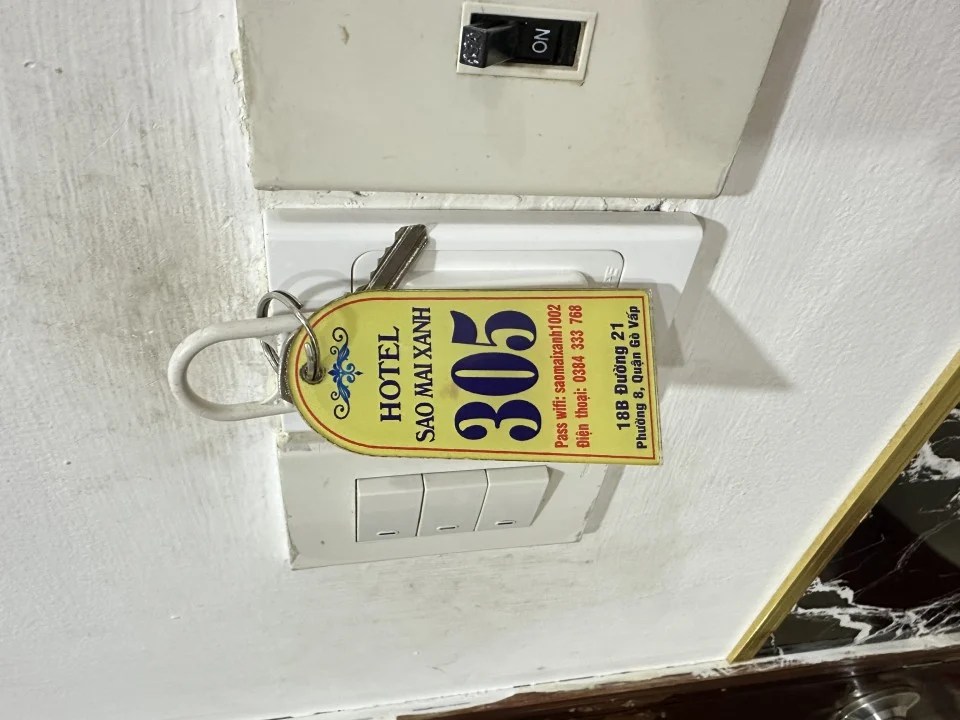 ON
HOTEL
SAO MAI XANH
305
Pass wifi: saomaixanh1002
Điện thoại: 0384 333 768
18B Đường 21
Phường 8, Quận Gò Vấp